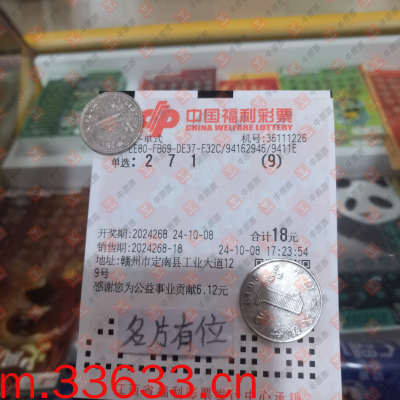 中国福利彩票
CHINA WELFARE LOTTERY
单式 机号:36111226
EE80-FB69-DE37-F32C/94162946/9411E
单选: 2 7 1 (9)
开奖期:2024268 24-10-08 合计18元
销售期:2024268-18 24-10-08 17:23:54
地址:赣州市定南县工业大道12
9号
感谢您为公益事业贡献6.12元
名片有位
m.33633.cn